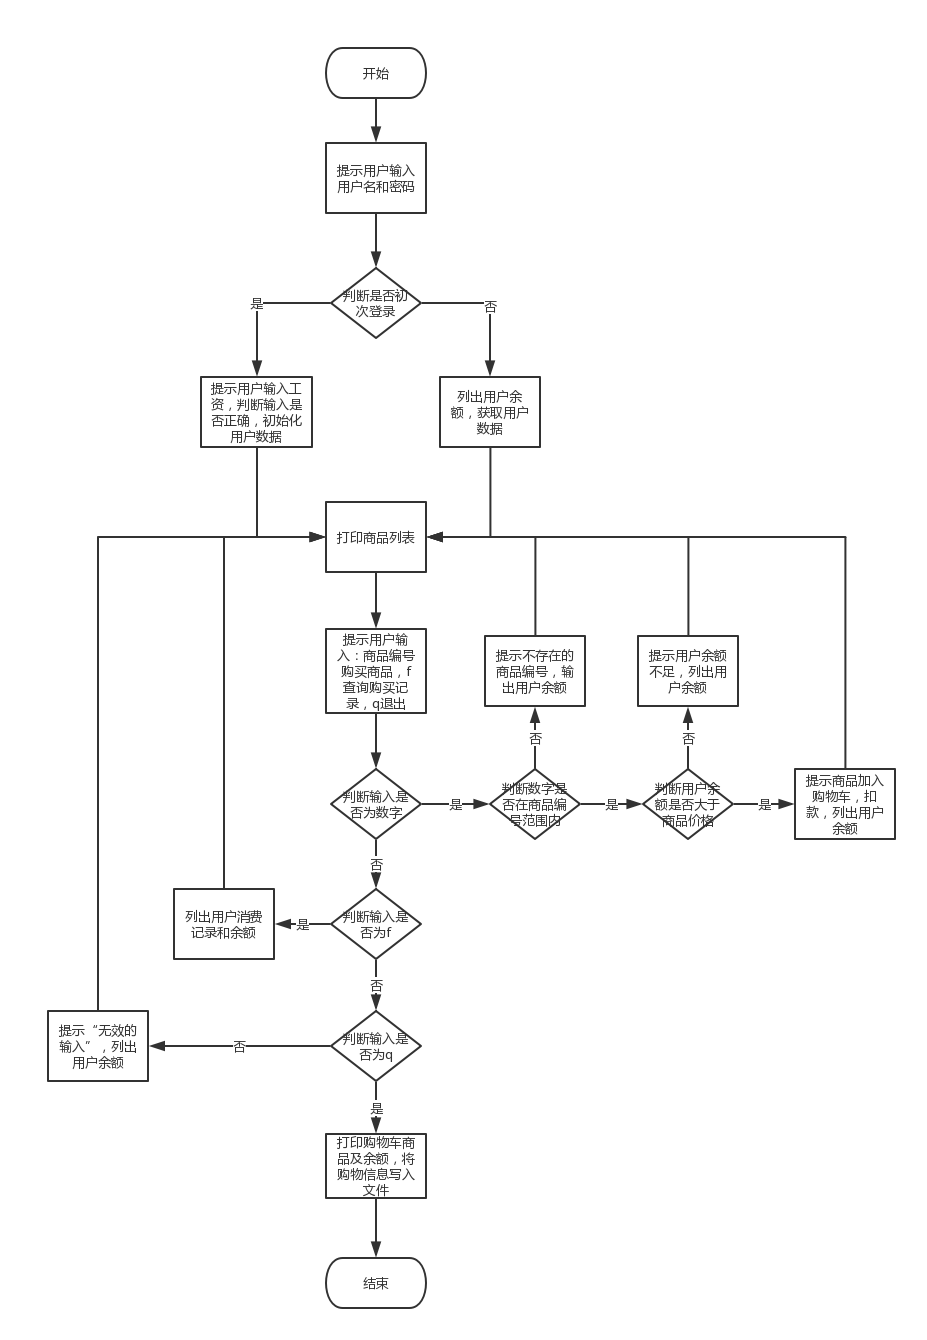 开始
提示用户输入
用户名和密码
判断是否初
次登录
是
否
提示用户输入工
资，判断输入是
否正确，初始化
用户数据
列出用户余
额，获取用户
数据
打印商品列表
提示用户输
入：商品编号
购买商品，f
查询购买记
录，q退出
提示不存在的
商品编号，输
出用户余额
提示用户余额
不足，列出用
户余额
否
否
判断输入是
否为数字
是
判断数字是
否在商品编
号范围内
是
判断用户余
额是否大于
商品价格
是
提示商品加入
购物车，扣
款，列出用户
余额
否
列出用户消费
记录和余额
是
判断输入是
否为f
否
提示“无效的
输入”，列出
用户余额
否
判断输入是
否为q
是
打印购物车商
品及余额，将
购物信息写入
文件
结束